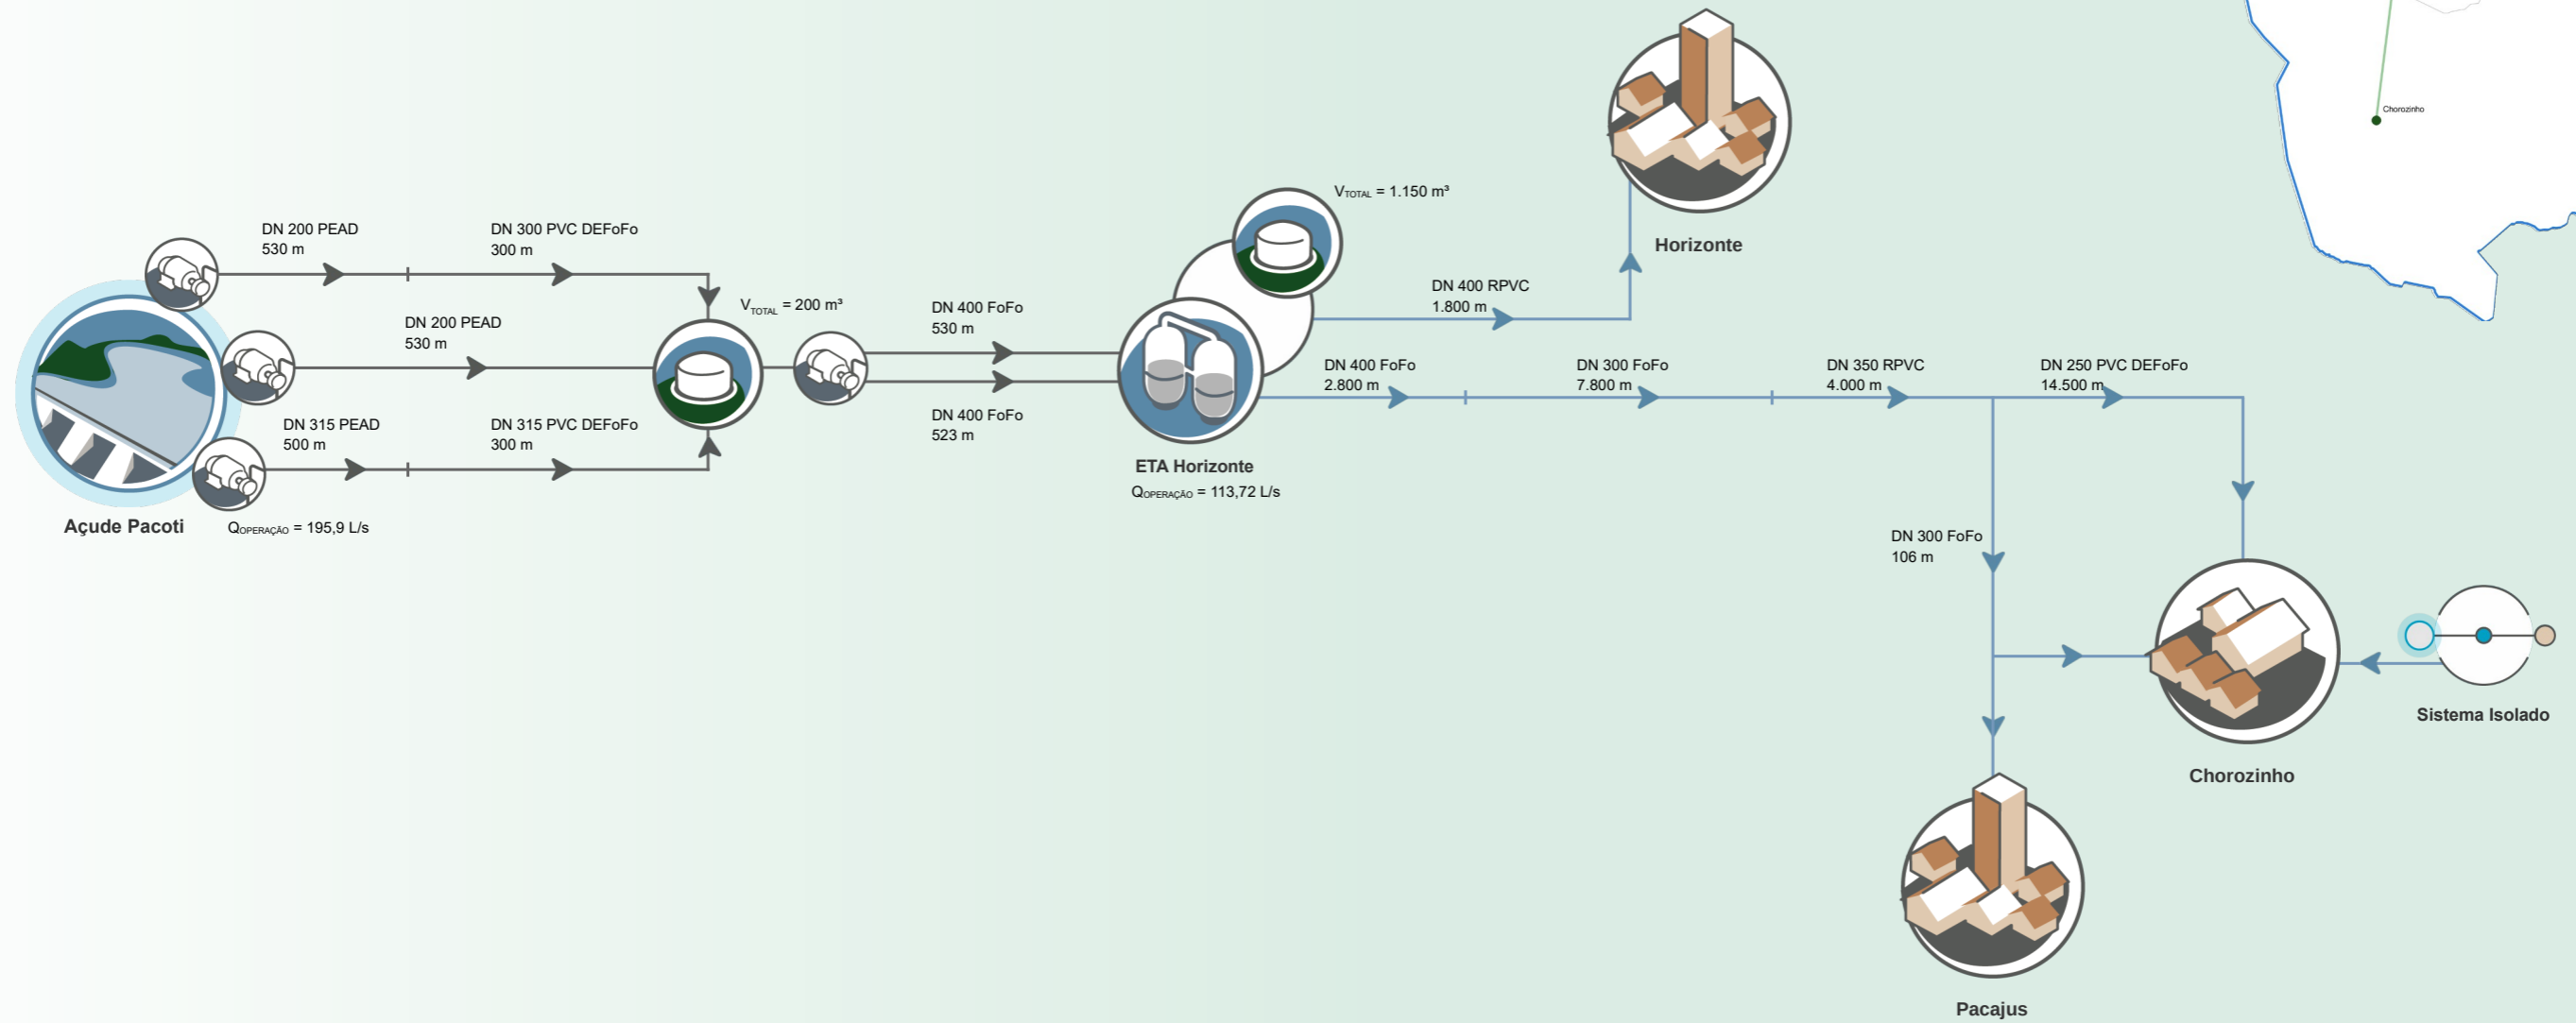 Chorozinho
DN 200 PEAD
530 m
DN 300 PVC DEFoFo
300 m
DN 200 PEAD
530 m
DN 315 PEAD
500 m
DN 315 PVC DEFoFo
300 m
Açude Pacoti
QOPERAÇÃO = 195,9 L/s
VTOTAL = 200 m³
DN 400 FoFo
530 m
DN 400 FoFo
523 m
VTOTAL = 1.150 m³
ETA Horizonte
QOPERAÇÃO = 113,72 L/s
DN 400 RPVC
1.800 m
Horizonte
DN 400 FoFo
2.800 m
DN 300 FoFo
7.800 m
DN 350 RPVC
4.000 m
DN 250 PVC DEFoFo
14.500 m
DN 300 FoFo
106 m
Sistema Isolado
Chorozinho
Pacajus